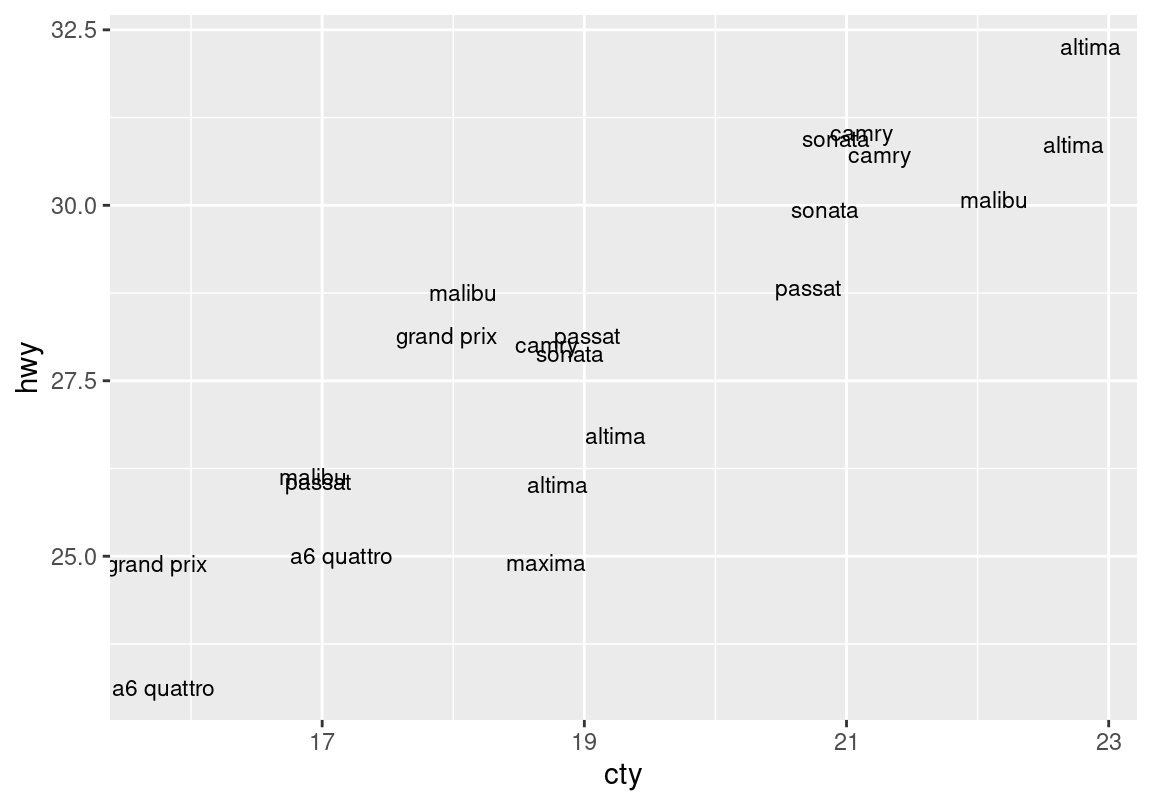 32.5
altima
camry
sonata
altima
camry
30.0
malibu
sonata
passat
malibu
grand prix
passat
camry
sonata
hwy
27.5
altima
malibu
passat
altima
25.0
a6 quattro
grand prix
maxima
a6 quattro
17 19 21 23
cty